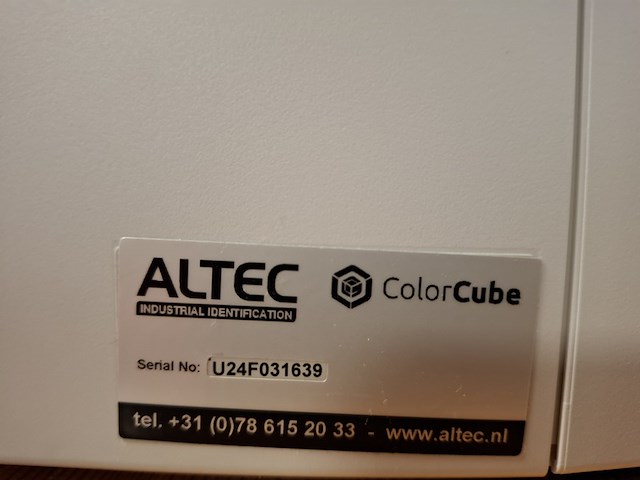 ALTEC
INDUSTRIAL IDENTIFICATION
ColorCube
Serial No: U24F031639
tel. +31 (0)78 615 20 33 - www.altec.nl